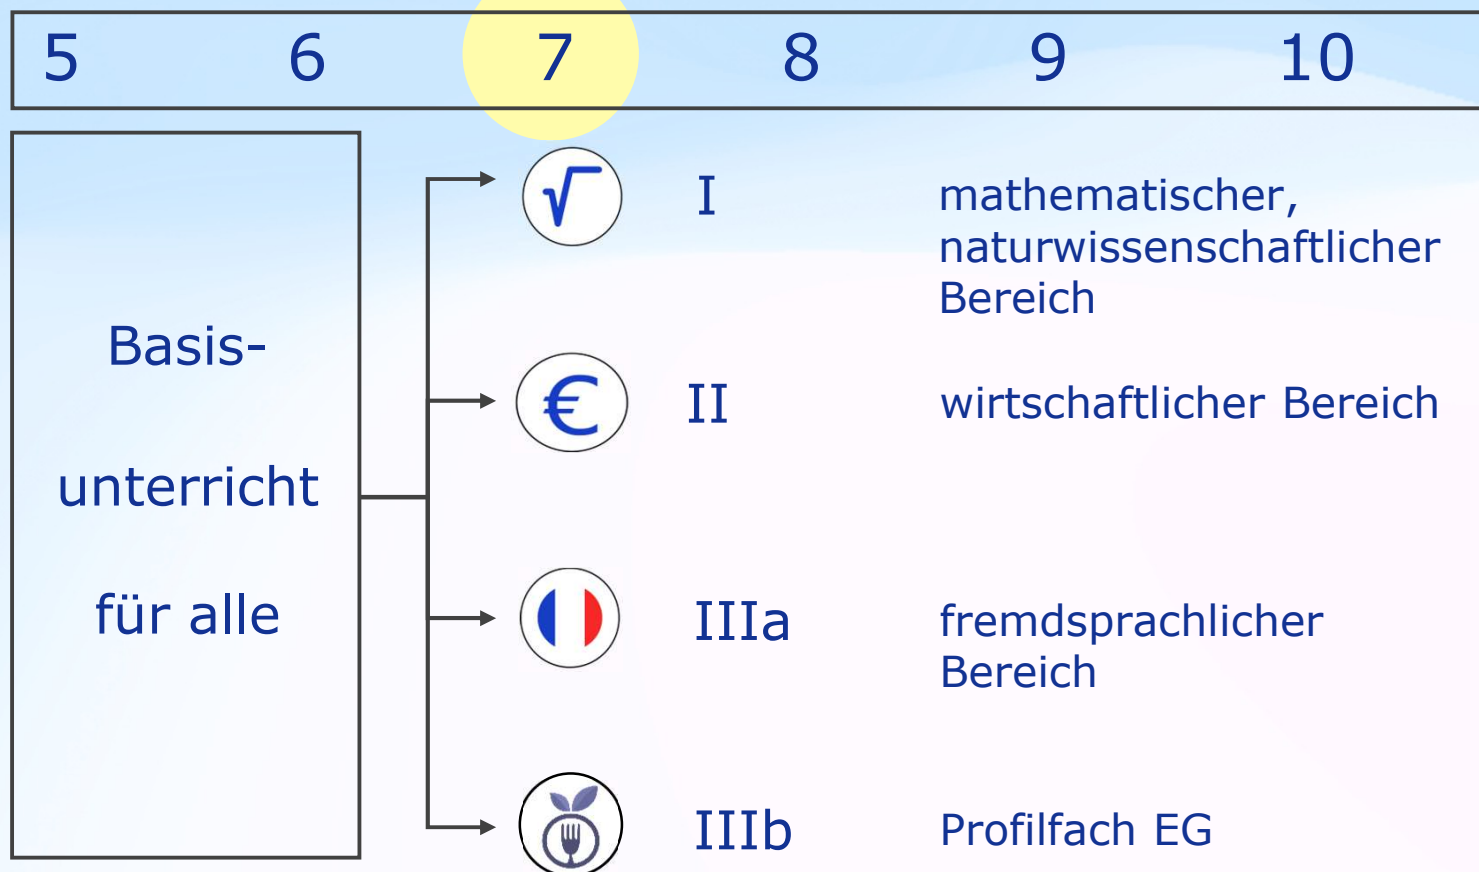 5 6 7 8 9 10
Basis-
unterricht
für alle
√ I mathematischer,
naturwissenschaftlicher
Bereich
€ II wirtschaftlicher Bereich
IIIa fremdsprachlicher
Bereich
IIIb Profilfach EG